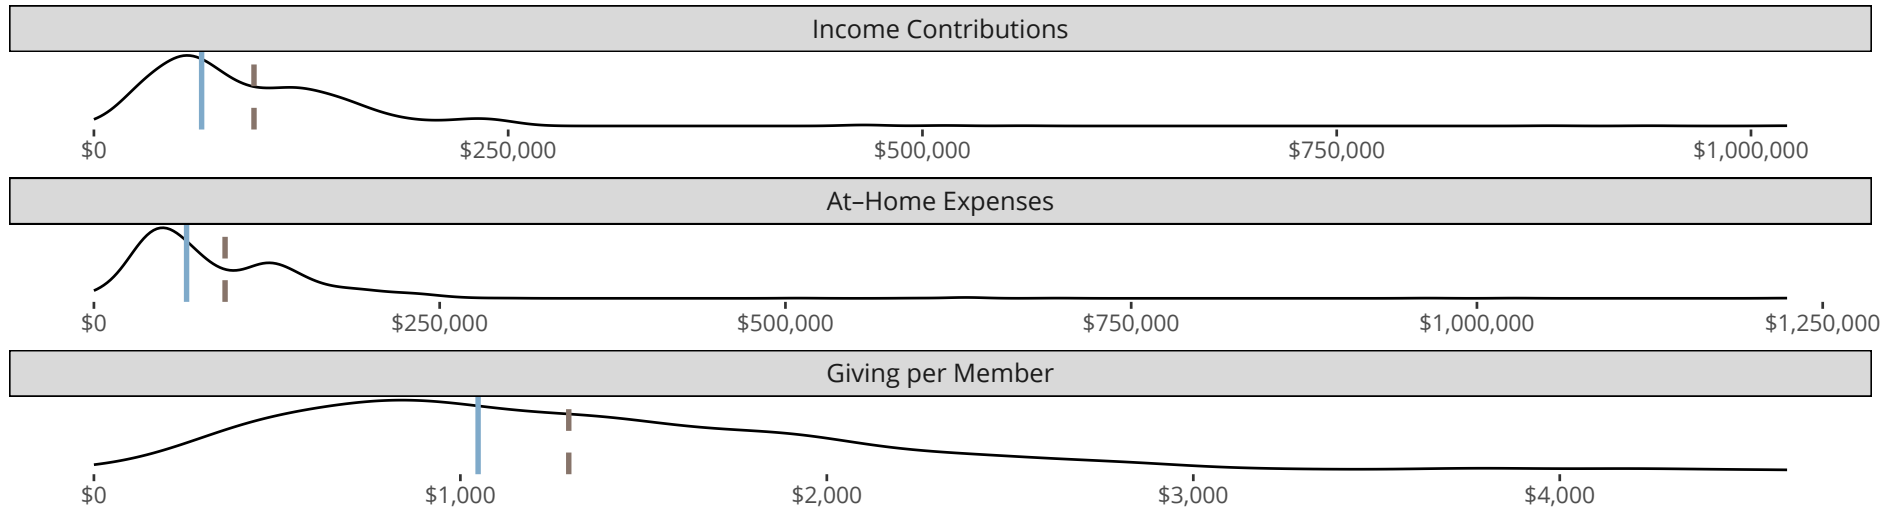 Income Contributions
$0 $250,000 $500,000 $750,000 $1,000,000
At–Home Expenses
$0 $250,000 $500,000 $750,000 $1,000,000 $1,250,000
Giving per Member
$0 $1,000 $2,000 $3,000 $4,000